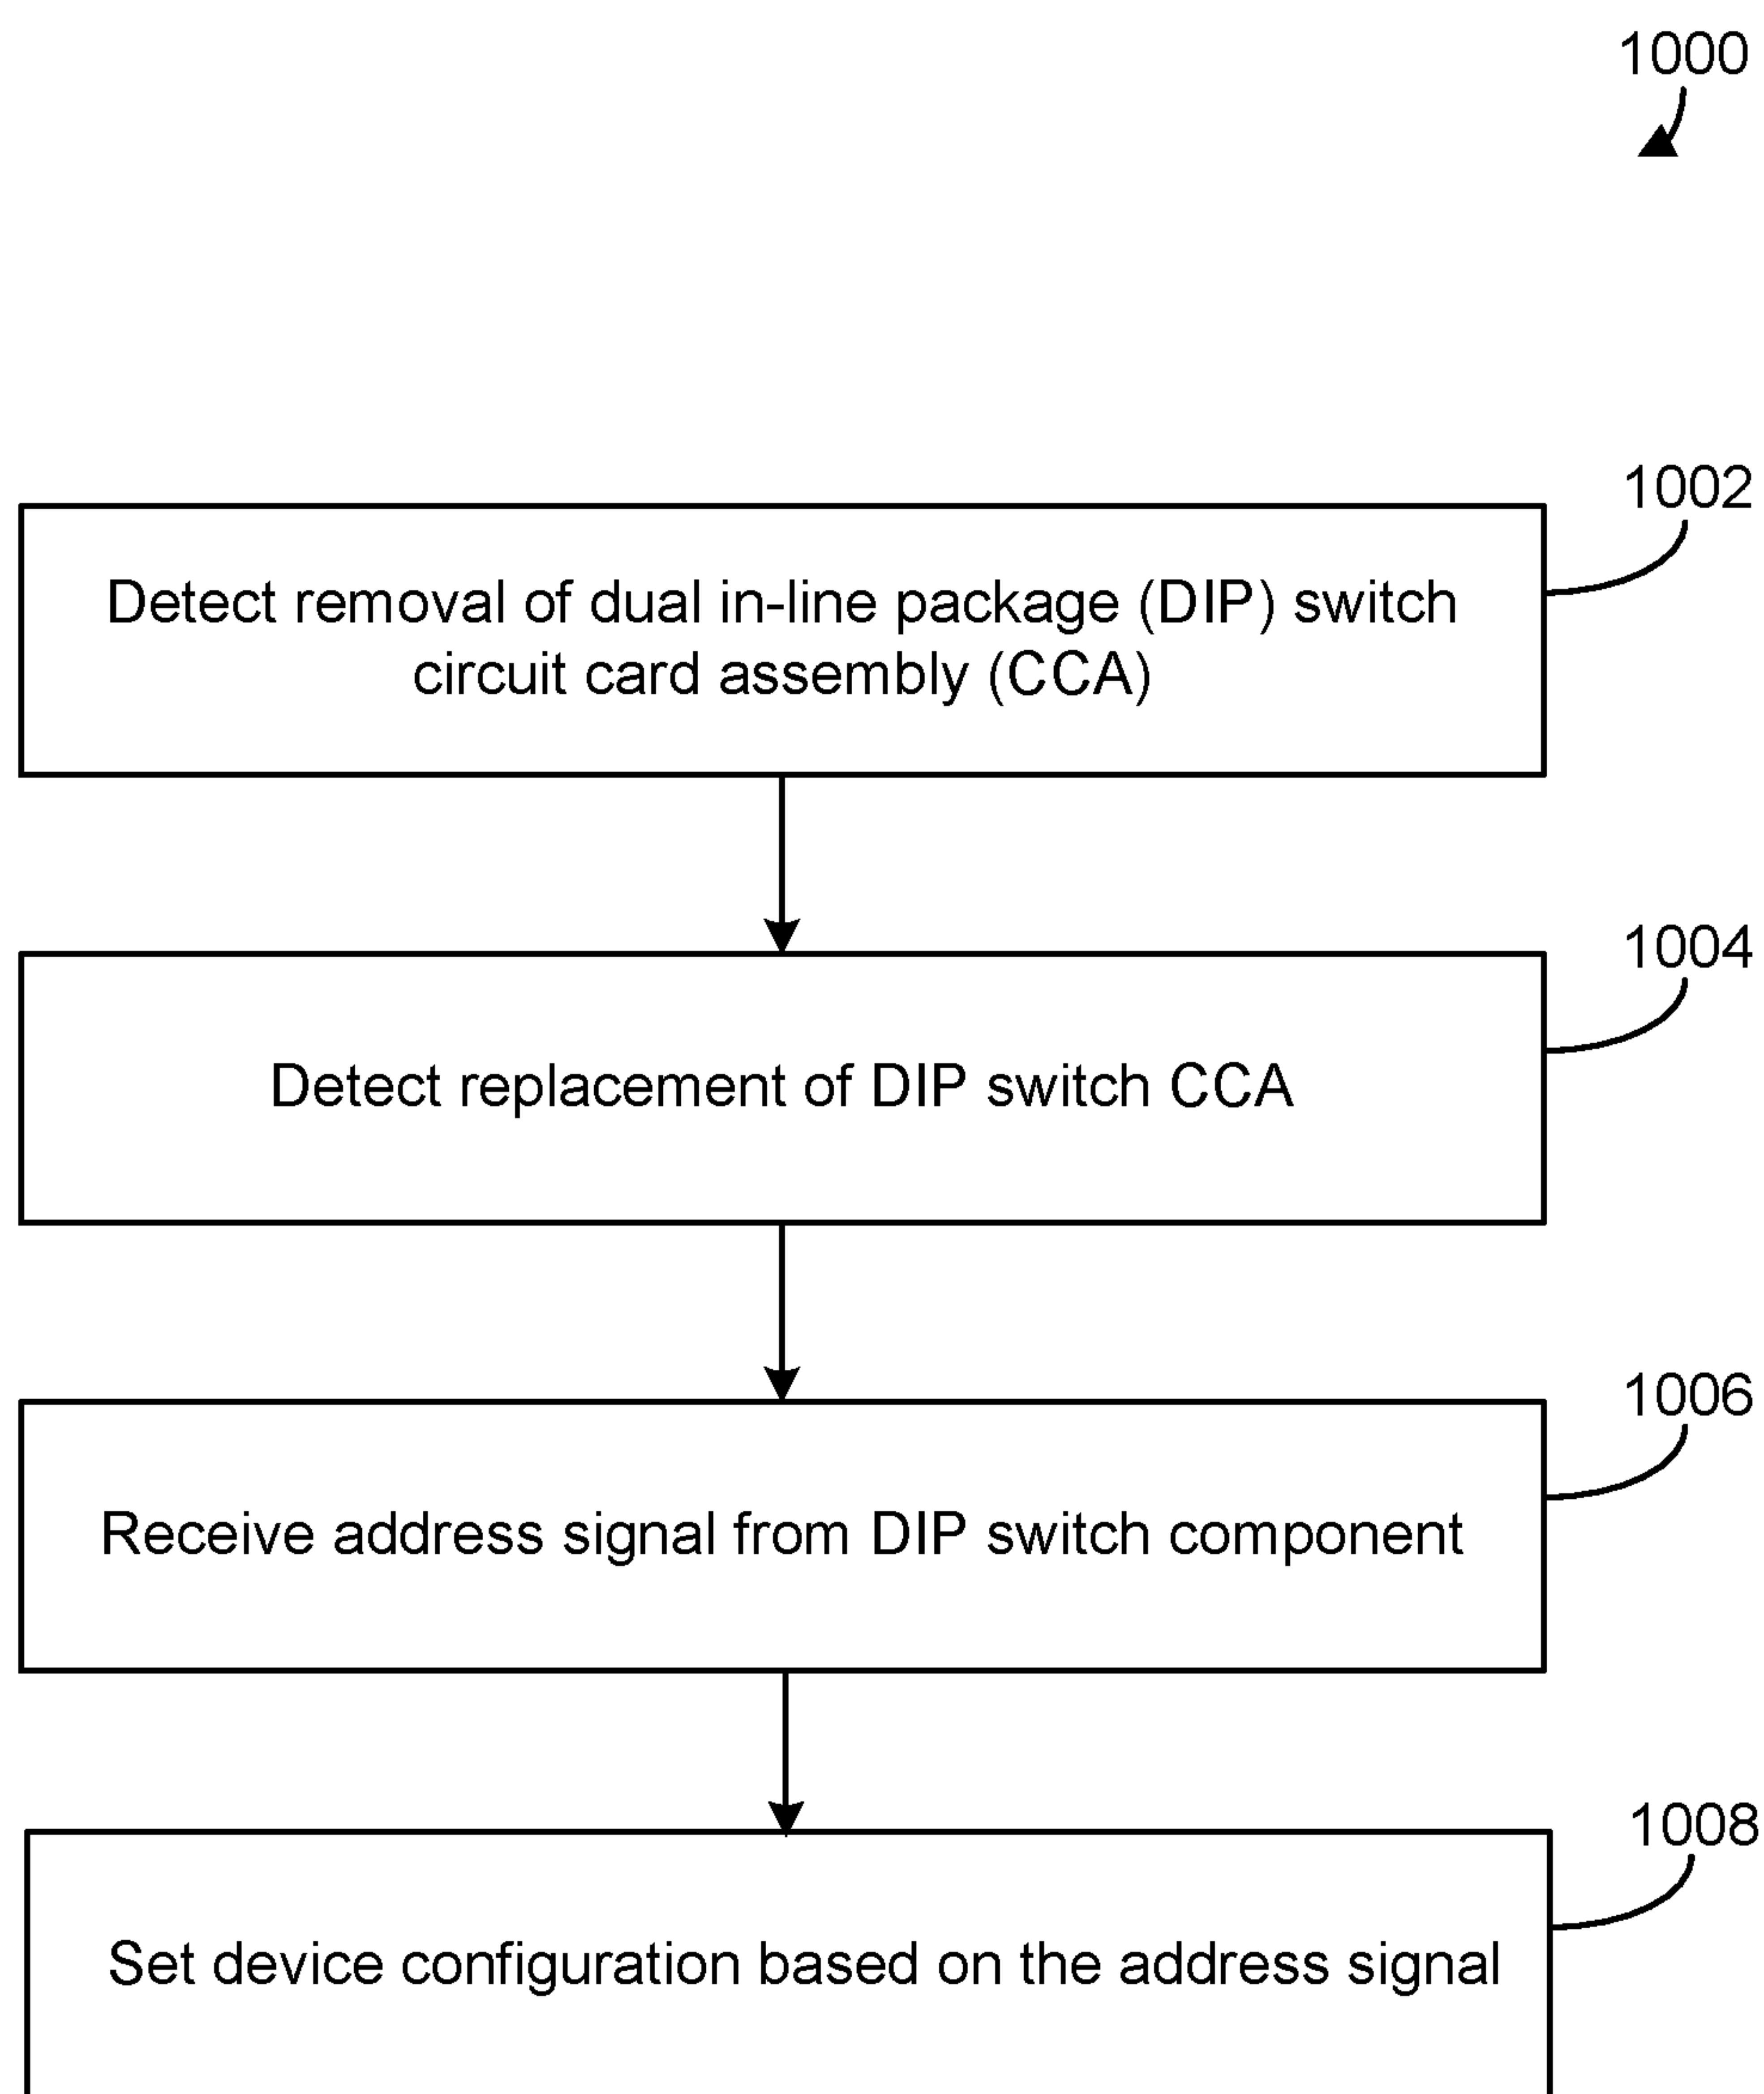 1000
1002
Detect removal of dual in-line package (DIP) switch
circuit card assembly (CCA)
1004
Detect replacement of DIP switch CCA
1006
Receive address signal from DIP switch component
1008
Set device configuration based on the address signal